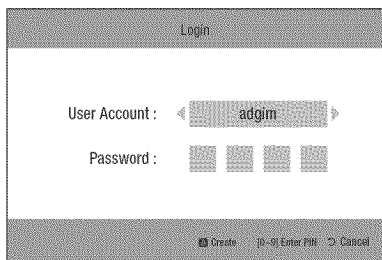 Login
User Account : adgim
Password :
A Create [0~9] Enter PIN Cancel